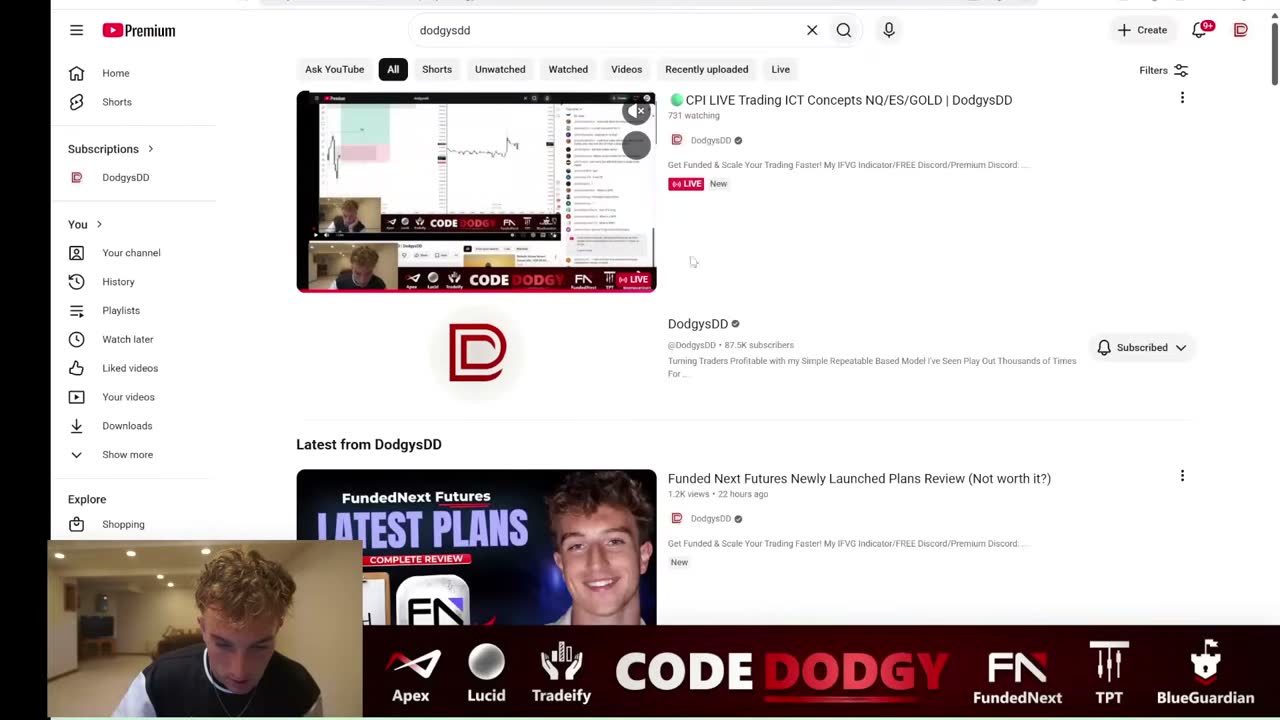 Premium
dodgysdd
Create
9+
Home
Shorts
Subscriptions
DodgysDD
You
Your channel
History
Playlists
Watch later
Liked videos
Your videos
Downloads
Show more
Explore
Shopping
Ask YouTube
All
Shorts
Unwatched
Watched
Videos
Recently uploaded
Live
Filters
CODE DODGY
LIVE
CPI LIVE Trading ICT Concepts NQ/ES/GOLD | DodgysDD
731 watching
DodgysDD
Get Funded & Scale Your Trading Faster! My IFVG Indicator/FREE Discord/Premium Discord: ...
LIVE New
DodgysDD
@DodgysDD • 87.5K subscribers
Turning Traders Profitable with my Simple Repeatable Based Model I've Seen Play Out Thousands of Times
For ...
Subscribed
Latest from DodgysDD
FundedNext Futures
LATEST PLANS
COMPLETE REVIEW
FN
Funded Next Futures Newly Launched Plans Review (Not worth it?)
1.2K views • 22 hours ago
DodgysDD
Get Funded & Scale Your Trading Faster! My IFVG Indicator/FREE Discord/Premium Discord: ...
New
Apex
Lucid
Tradeify
CODE DODGY
FundedNext
TPT
BlueGuardian